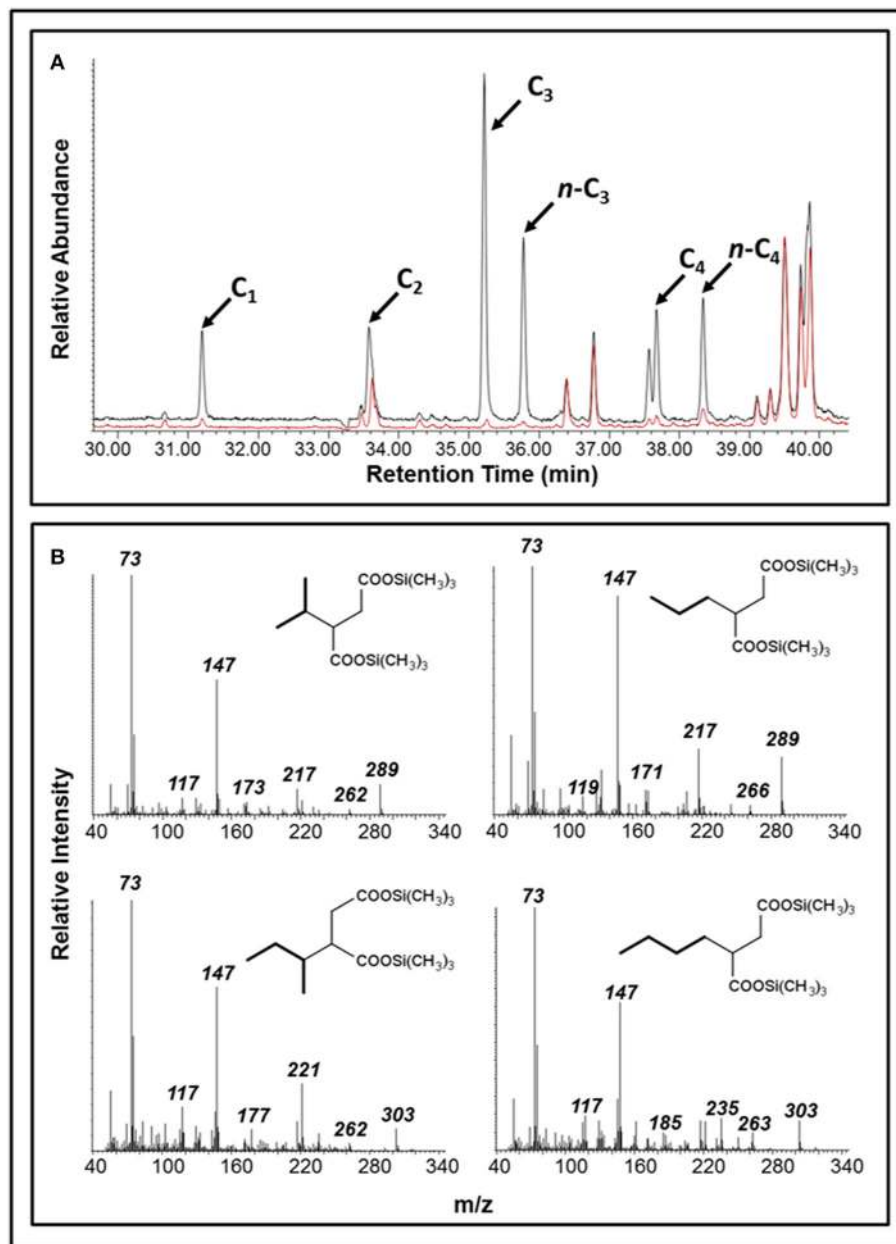 A
C₃
n-C₃
C₁
C₂
C₄
n-C₄
Relative Abundance
30.00 31.00 32.00 33.00 34.00 35.00 36.00 37.00 38.00 39.00 40.00
Retention Time (min)
B
73
COOSi(CH₃)₃
COOSi(CH₃)₃
147
117
173
217
262
289
40 100 160 220 280 340
73
147
COOSi(CH₃)₃
COOSi(CH₃)₃
217
289
119
171
266
40 100 160 220 280 340
Relative Intensity
73
COOSi(CH₃)₃
COOSi(CH₃)₃
147
221
117
177
262
303
40 100 160 220 280 340
73
COOSi(CH₃)₃
COOSi(CH₃)₃
147
117
185
235
263
303
40 100 160 220 280 340
m/z